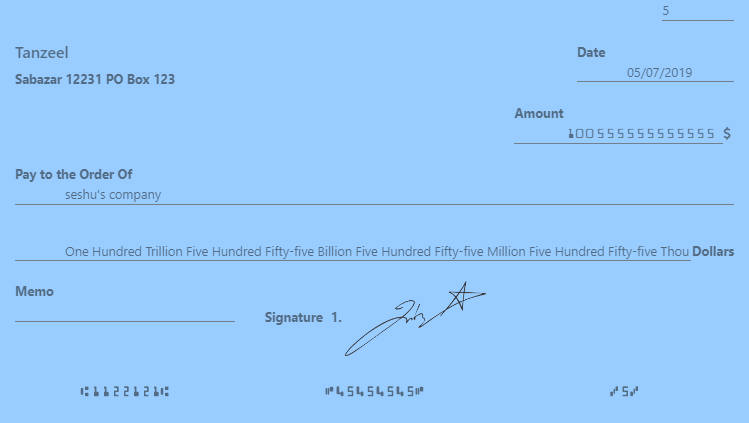 5
Tanzeel
Date
Sabazar 12231 PO Box 123
05/07/2019
Amount
100555555555555 $
Pay to the Order Of
seshu's company
One Hundred Trillion Five Hundred Fifty-five Billion Five Hundred Fifty-five Million Five Hundred Fifty-five Thou Dollars
Memo
Signature 1.
⑆1122121⑆ ⑈45454545⑈ ⑇5⑇